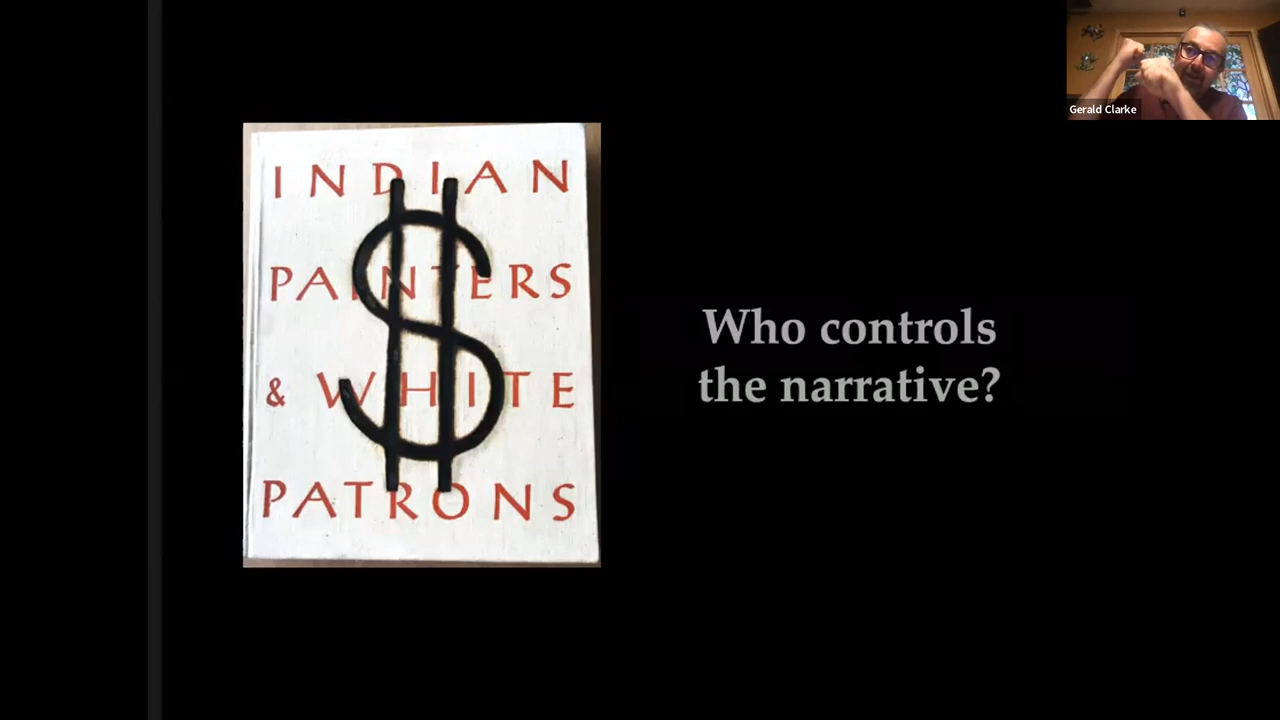 INDIAN
PAINTERS
& WHITE
PATRONS
$
Who controls
the narrative?
Gerald Clarke